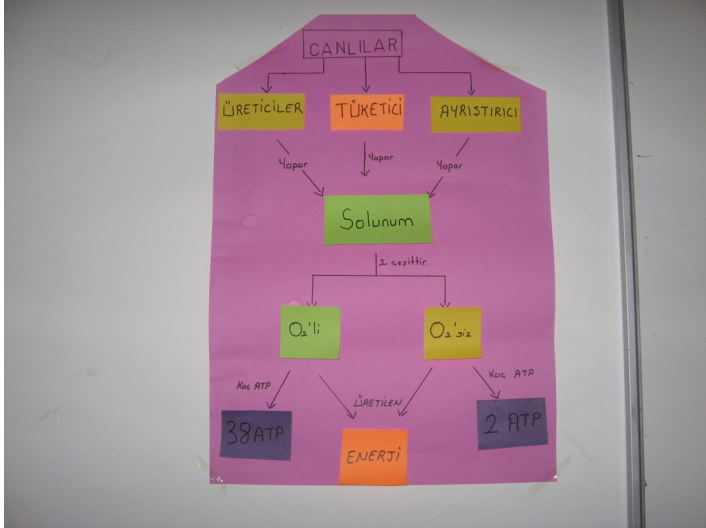 CANLILAR
ÜRETİCİLER
TÜKETİCİ
AYRIŞTIRICI
Yapar
Yapar
Yapar
Solunum
2 çeşittir.
O₂'li
O₂'siz
Kaç ATP
ÜRETİLEN
Kaç ATP
38 ATP
2 ATP
ENERJİ